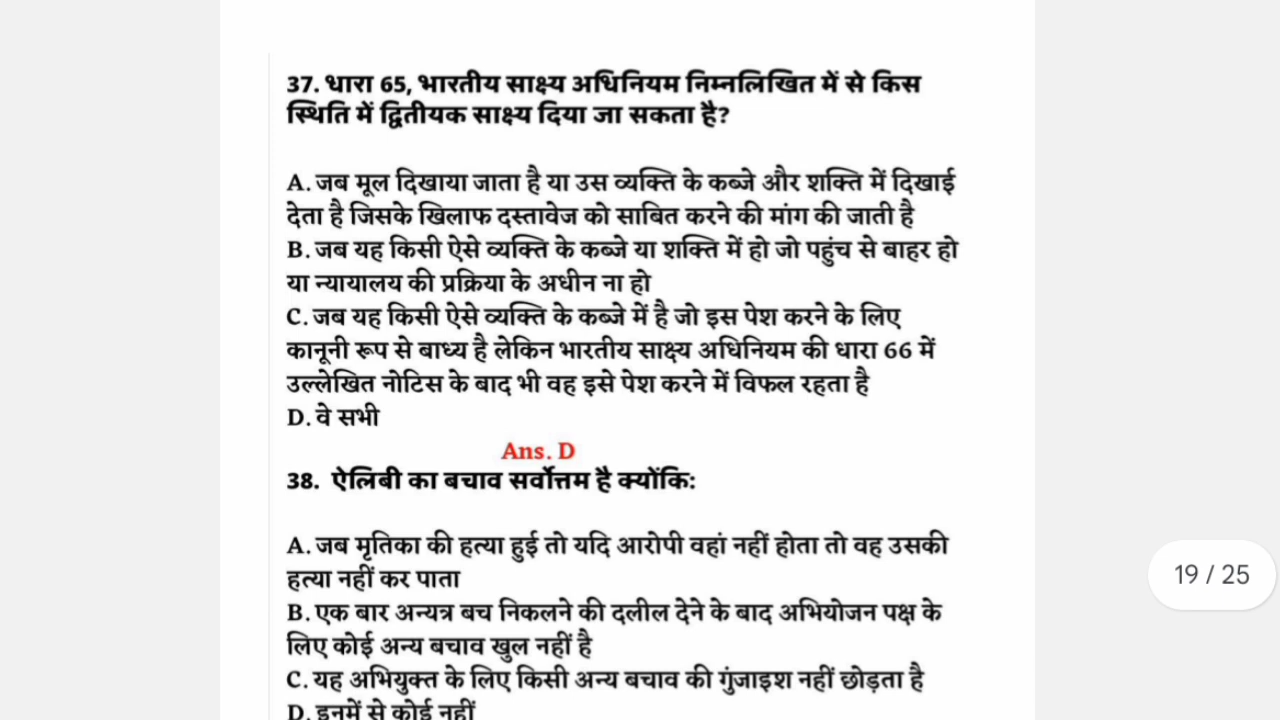 37. धारा 65, भारतीय साक्ष्य अधिनियम निम्नलिखित में से किस
स्थिति में द्वितीयक साक्ष्य दिया जा सकता है?
A. जब मूल दिखाया जाता है या उस व्यक्ति के कब्जे और शक्ति में दिखाई
देता है जिसके खिलाफ दस्तावेज को साबित करने की मांग की जाती है
B. जब यह किसी ऐसे व्यक्ति के कब्जे या शक्ति में हो जो पहुंच से बाहर हो
या न्यायालय की प्रक्रिया के अधीन ना हो
C. जब यह किसी ऐसे व्यक्ति के कब्जे में है जो इस पेश करने के लिए
कानूनी रूप से बाध्य है लेकिन भारतीय साक्ष्य अधिनियम की धारा 66 में
उल्लेखित नोटिस के बाद भी वह इसे पेश करने में विफल रहता है
D. वे सभी
Ans. D
38. ऐलिबी का बचाव सर्वोत्तम है क्योंकि:
A. जब मृतिका की हत्या हुई तो यदि आरोपी वहां नहीं होता तो वह उसकी
हत्या नहीं कर पाता
B. एक बार अन्यत्र बच निकलने की दलील देने के बाद अभियोजन पक्ष के
लिए कोई अन्य बचाव खुल नहीं है
C. यह अभियुक्त के लिए किसी अन्य बचाव की गुंजाइश नहीं छोड़ता है
D. इनमें से कोई नहीं
19 / 25